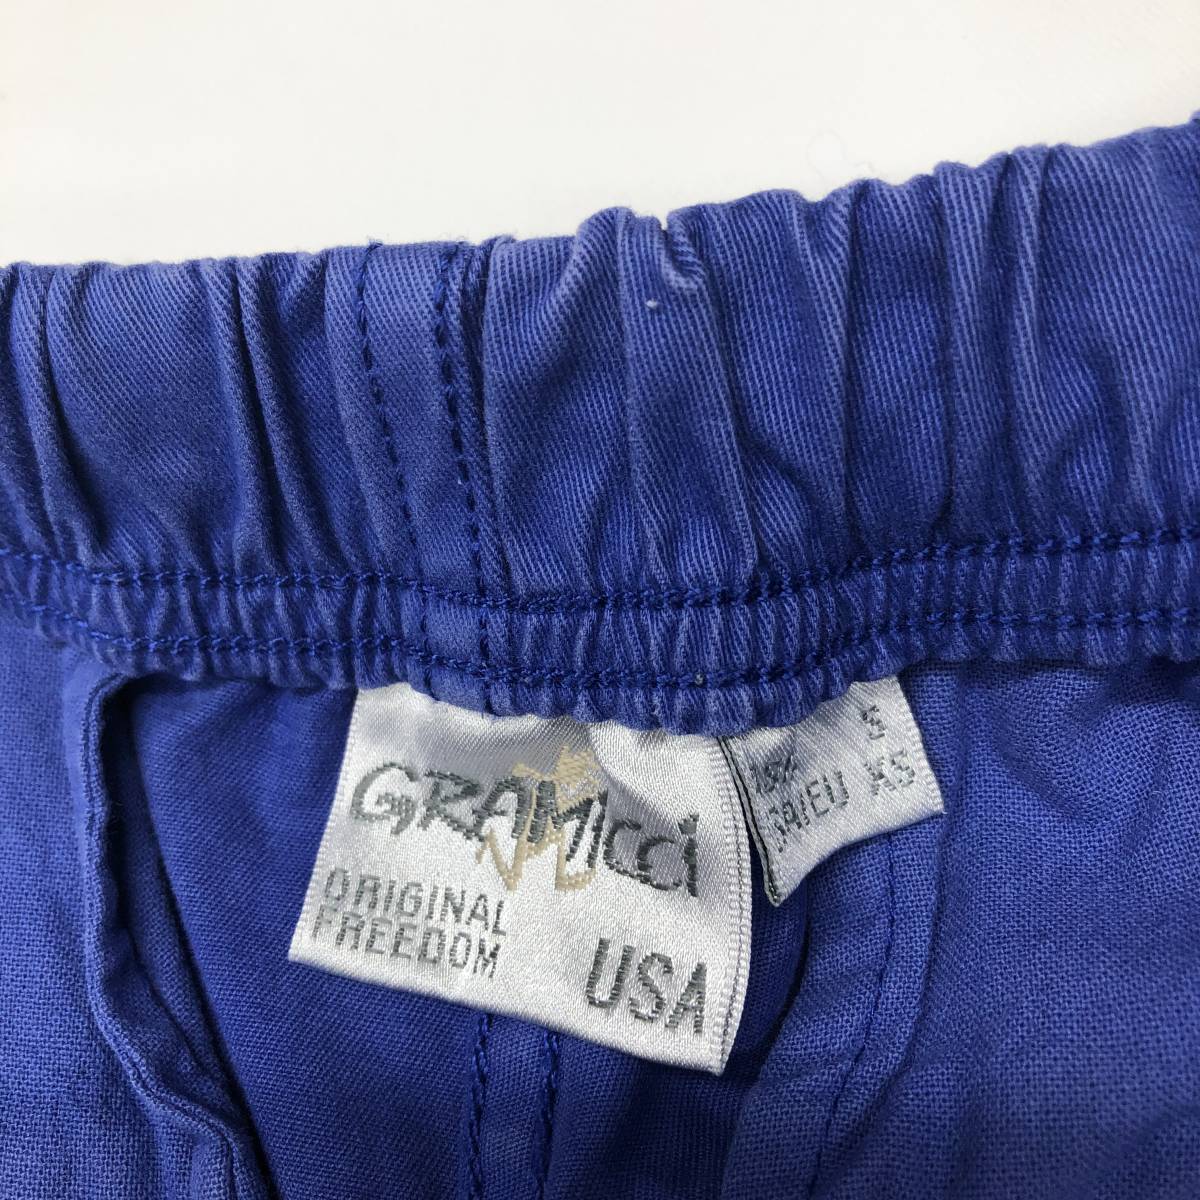 GRAMICCI
ORIGINAL
FREEDOM
USA
S
XS